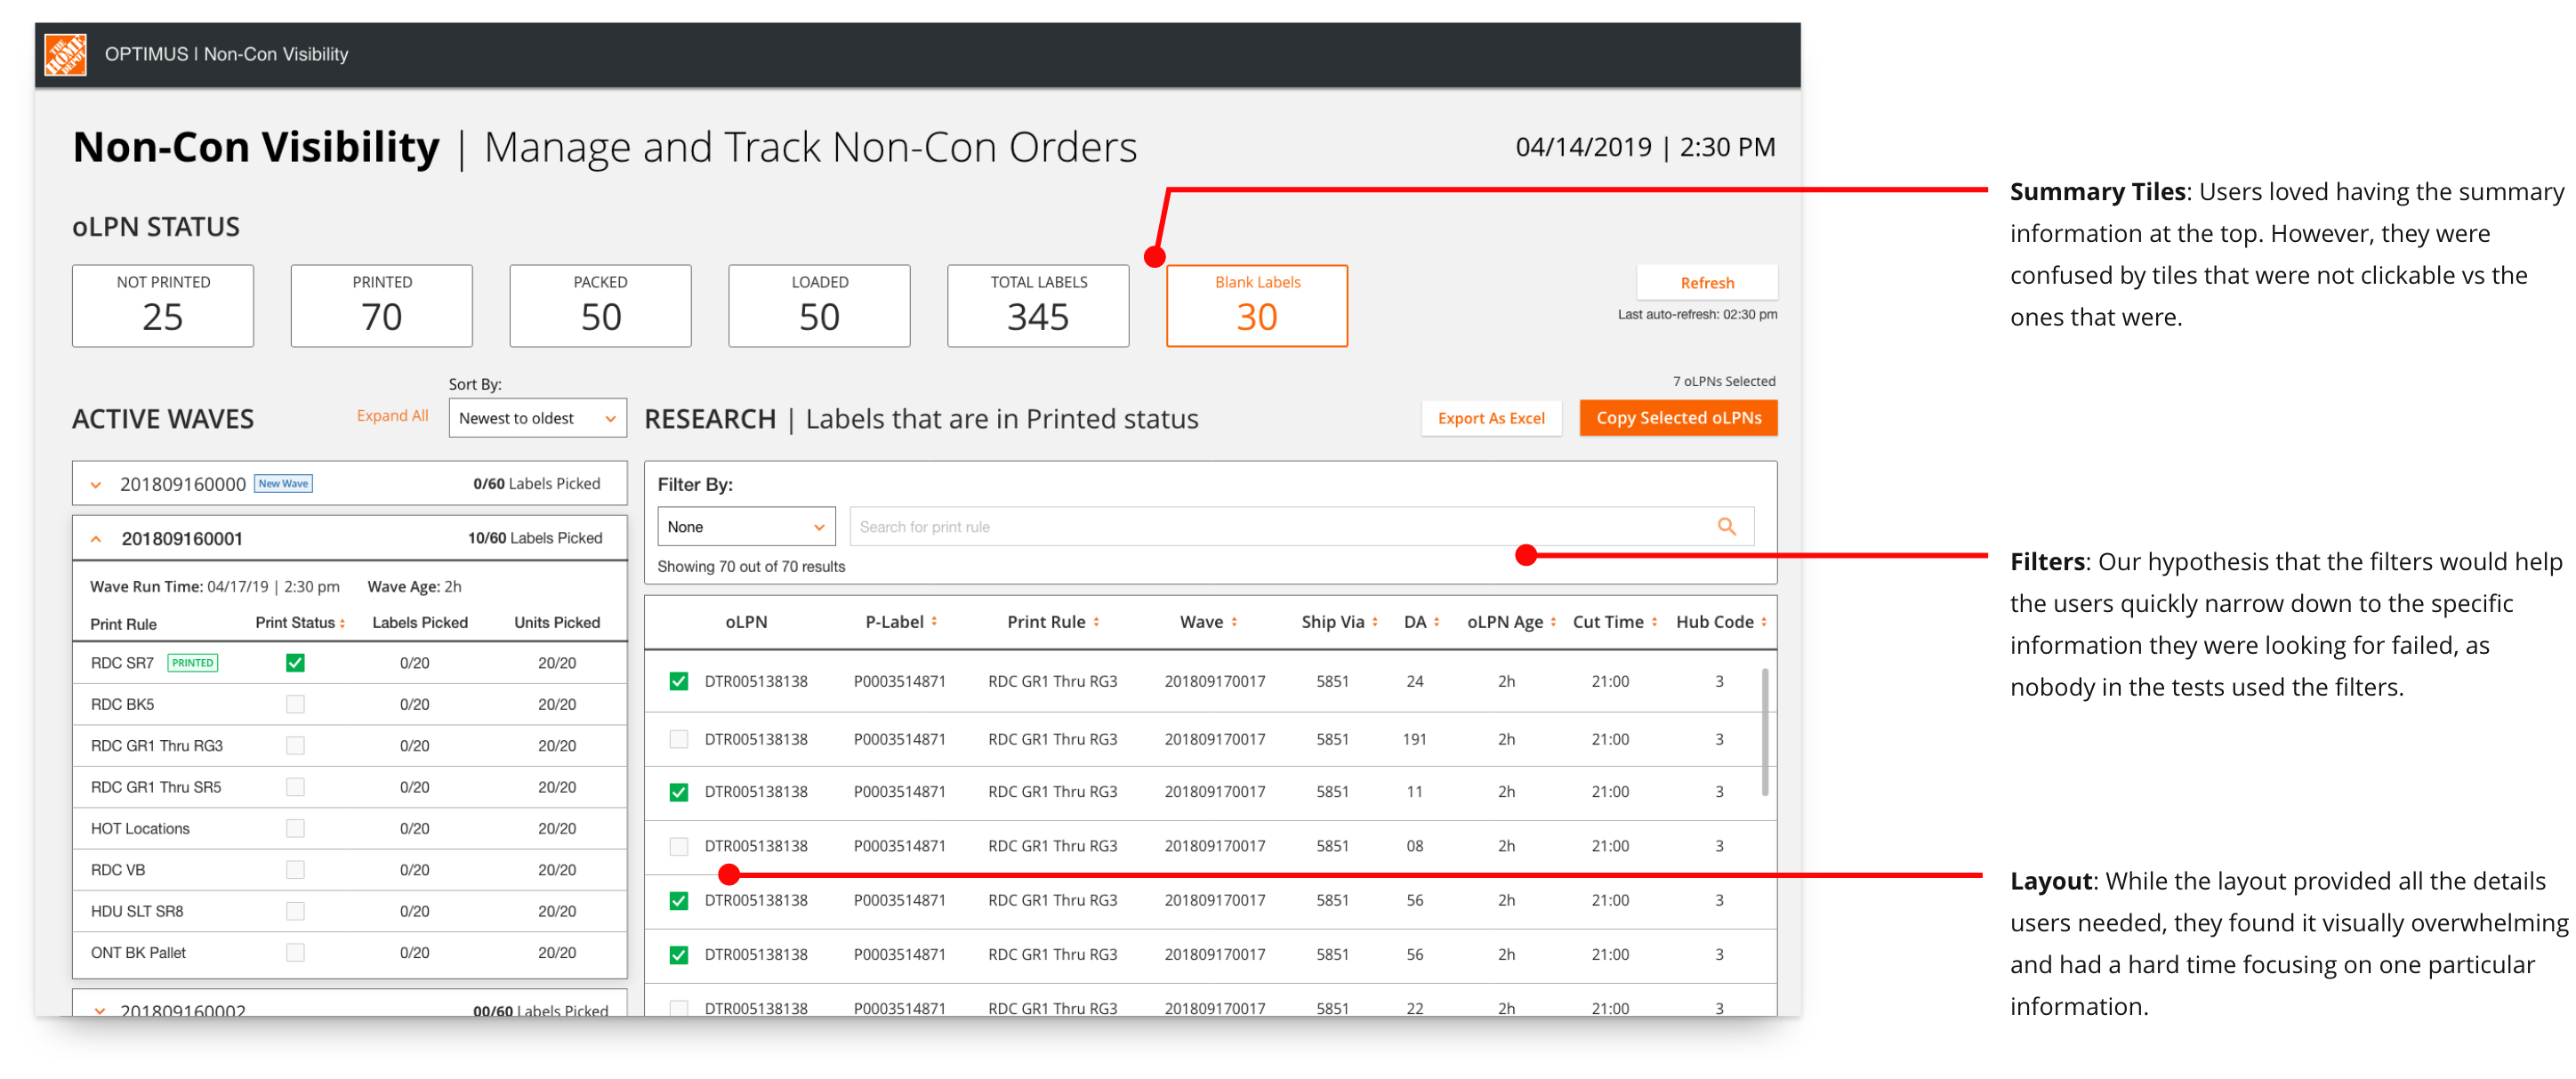 THE HOME DEPOT
OPTIMUS | Non-Con Visibility
Non-Con Visibility | Manage and Track Non-Con Orders
04/14/2019 | 2:30 PM
oLPN STATUS
NOT PRINTED
25
PRINTED
70
PACKED
50
LOADED
50
TOTAL LABELS
345
Blank Labels
30
Refresh
Last auto-refresh: 02:30 pm
7 oLPNs Selected
ACTIVE WAVES
Expand All
Sort By:
Newest to oldest
RESEARCH | Labels that are in Printed status
Export As Excel
Copy Selected oLPNs
201809160000 New Wave 0/60 Labels Picked
201809160001 10/60 Labels Picked
Wave Run Time: 04/17/19 | 2:30 pm Wave Age: 2h
Print Rule Print Status Labels Picked Units Picked
RDC SR7 PRINTED 0/20 20/20
RDC BK5 0/20 20/20
RDC GR1 Thru RG3 0/20 20/20
RDC GR1 Thru SR5 0/20 20/20
HOT Locations 0/20 20/20
RDC VB 0/20 20/20
HDU SLT SR8 0/20 20/20
ONT BK Pallet 0/20 20/20
201809160002 00/60 Labels Picked
Filter By:
None
Search for print rule
Showing 70 out of 70 results
oLPN P-Label Print Rule Wave Ship Via DA oLPN Age Cut Time Hub Code
DTR005138138 P0003514871 RDC GR1 Thru RG3 201809170017 5851 24 2h 21:00 3
DTR005138138 P0003514871 RDC GR1 Thru RG3 201809170017 5851 191 2h 21:00 3
DTR005138138 P0003514871 RDC GR1 Thru RG3 201809170017 5851 11 2h 21:00 3
DTR005138138 P0003514871 RDC GR1 Thru RG3 201809170017 5851 08 2h 21:00 3
DTR005138138 P0003514871 RDC GR1 Thru RG3 201809170017 5851 56 2h 21:00 3
DTR005138138 P0003514871 RDC GR1 Thru RG3 201809170017 5851 56 2h 21:00 3
DTR005138138 P0003514871 RDC GR1 Thru RG3 201809170017 5851 22 2h 21:00 3
Summary Tiles: Users loved having the summary
information at the top. However, they were
confused by tiles that were not clickable vs the
ones that were.
Filters: Our hypothesis that the filters would help
the users quickly narrow down to the specific
information they were looking for failed, as
nobody in the tests used the filters.
Layout: While the layout provided all the details
users needed, they found it visually overwhelming
and had a hard time focusing on one particular
information.